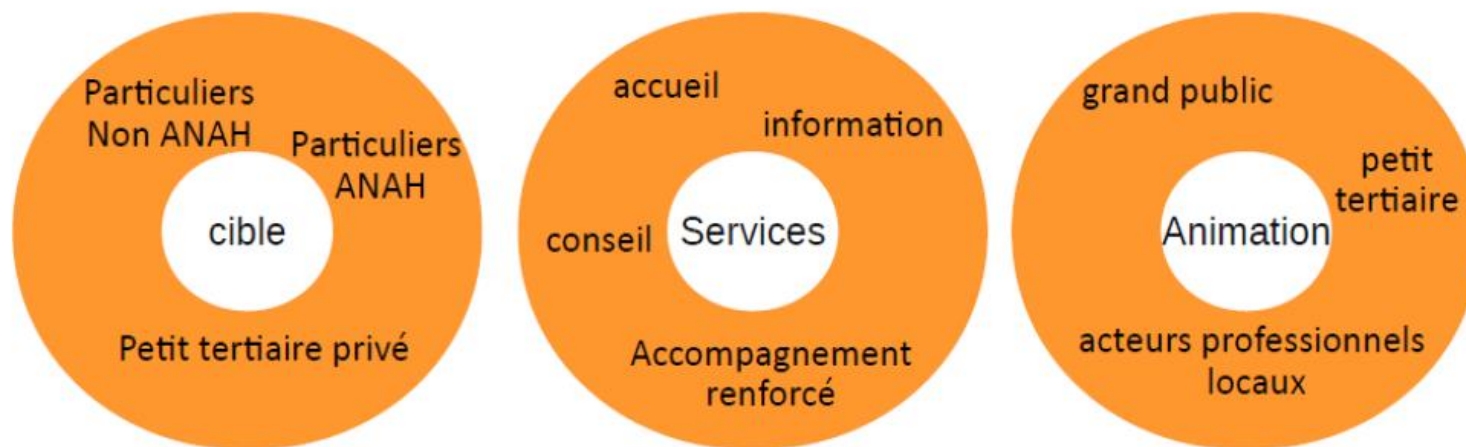 Particuliers
Non ANAH
Particuliers
ANAH
cible
Petit tertiaire privé
accueil
information
conseil
Services
Accompagnement
renforcé
grand public
petit
tertiaire
Animation
acteurs professionnels
locaux